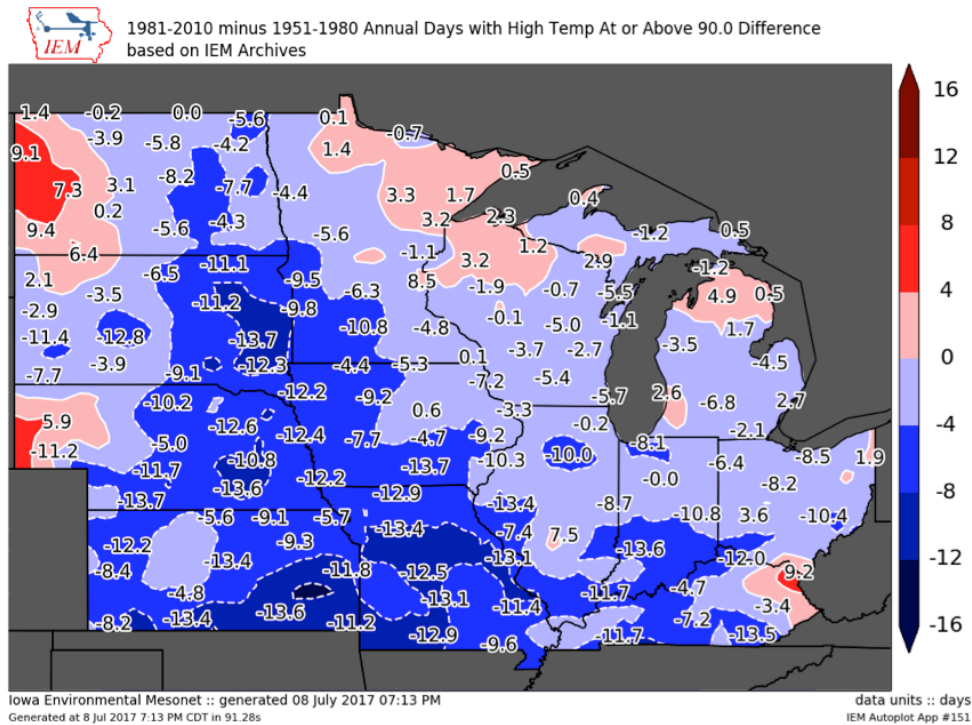 IEM
1981-2010 minus 1951-1980 Annual Days with High Temp At or Above 90.0 Difference
based on IEM Archives
1.4 -0.2 0.0 -5.6 0.1 -0.7
9.1 -3.9 -5.8 -4.2 1.4
7.3 3.1 -8.2 -7.7 -4.4 3.3 1.7 0.5
0.2 0.4
9.4 -5.6 -4.3 -5.6 3.2 2.3 -1.2 0.5
6.4 -11.1 -1.1 3.2 1.2 2.9 -1.2
2.1 -6.5 -9.5 8.5
-3.5 -11.2 -6.3 -1.9 -0.7 -5.5 4.9 0.5
-2.9 -9.8 -0.1 -5.0 -1.1
-11.4 -12.8 -13.7 -10.8 -4.8 1.7
-3.9 -12.3 -4.4 -5.3 0.1 -3.7 -2.7 -3.5 -4.5
-7.7 -9.1 -7.2 -5.4
-10.2 -12.2 -9.2 0.6 -3.3 -5.7 2.6 -6.8 2.7
5.9 -12.6 -12.4 -0.2
-11.2 -5.0 -7.7 -4.7 -9.2 -8.1 -2.1
-11.7 -10.8 -12.2 -13.7 -10.3 -10.0 -0.0 -6.4 -8.5 1.9
-13.7 -13.6 -12.9 -13.4 -8.7 -8.2
-5.6 -9.1 -5.7 -13.4 -7.4 7.5 -10.8 3.6 -10.4
-12.2 -9.3 -13.6
-8.4 -13.4 -11.8 -12.5 -13.1 -12.0 9.2
-4.8 -13.1 -11.4 -11.7 -4.7 -3.4
-8.2 -13.4 -13.6 -11.2 -12.9 -9.6 -11.7 -7.2 -13.5
16
12
8
4
0
-4
-8
-12
-16
Iowa Environmental Mesonet :: generated 08 July 2017 07:13 PM
data units :: days
Generated at 8 Jul 2017 7:13 PM CDT in 91.28s
IEM Autoplot App #151